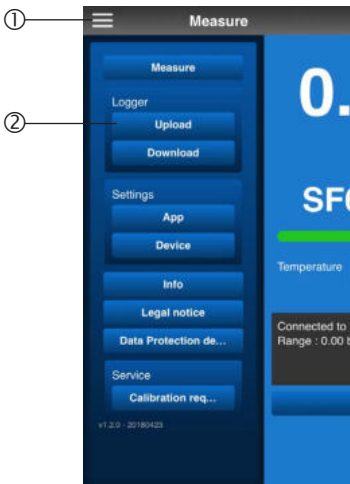 ①
Measure
Measure
0.
Logger
②
Upload
Download
SF6
Settings
App
Device
Temperature
Info
Legal notice
Connected to
Data Protection de...
Range : 0.00 b
Service
Calibration req...
v1.2.0 - 20180423